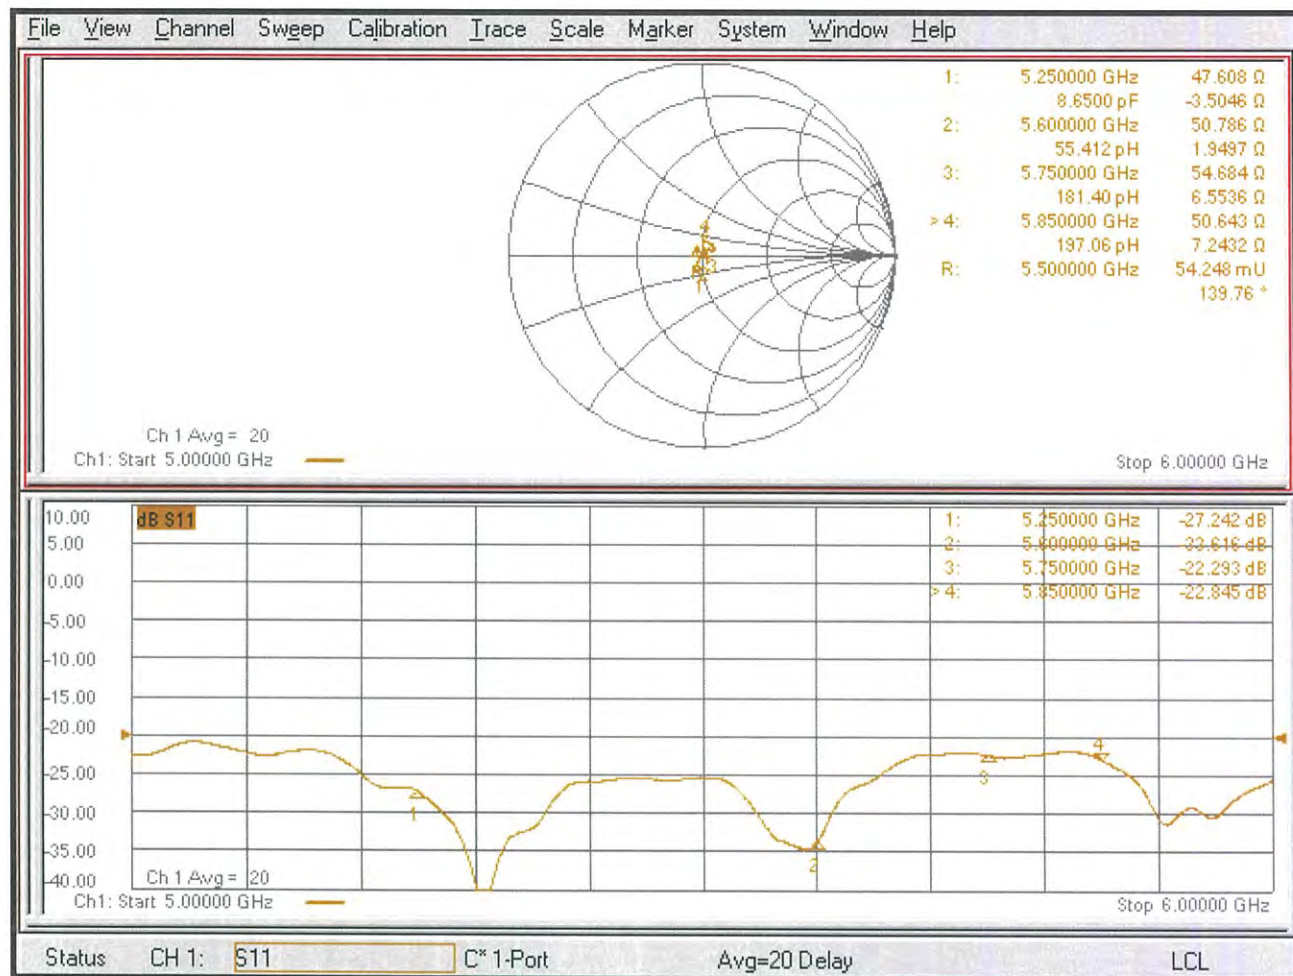 File View Channel Sweep Calibration Trace Scale Marker System Window Help
1: 5.250000 GHz 47.608 Ω
8.6500 pF -3.5046 Ω
2: 5.600000 GHz 50.786 Ω
55.412 pH 1.9497 Ω
3: 5.750000 GHz 54.684 Ω
181.40 pH 6.5536 Ω
> 4: 5.850000 GHz 50.643 Ω
197.06 pH 7.2432 Ω
R: 5.500000 GHz 54.248 mU
139.76 °
4
3
1
Ch 1 Avg = 20
Ch1: Start 5.00000 GHz Stop 6.00000 GHz
10.00 dB S11 1: 5.250000 GHz -27.242 dB
5.00 2: 5.600000 GHz -33.616 dB
3: 5.750000 GHz -22.293 dB
0.00 > 4: 5.850000 GHz -22.845 dB
-5.00
-10.00
-15.00
-20.00
4
-25.00
3
-30.00 1
-35.00
2
-40.00 Ch 1 Avg = 20
Ch1: Start 5.00000 GHz Stop 6.00000 GHz
Status CH 1: S11 C* 1-Port Avg=20 Delay LCL